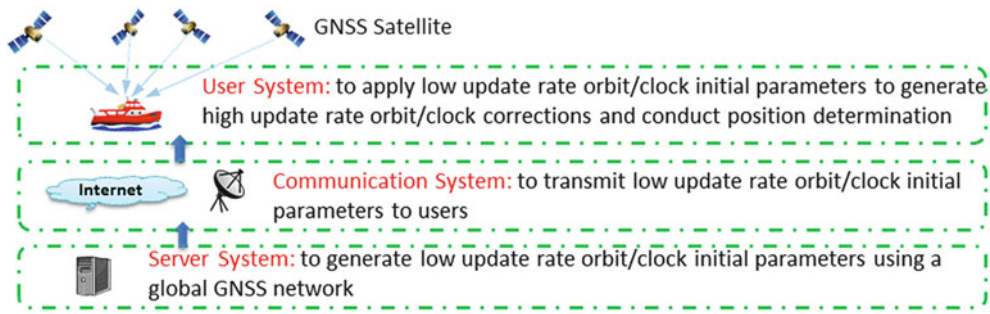 GNSS Satellite
User System: to apply low update rate orbit/clock initial parameters to generate
high update rate orbit/clock corrections and conduct position determination
Internet
Communication System: to transmit low update rate orbit/clock initial
parameters to users
Server System: to generate low update rate orbit/clock initial parameters using a
global GNSS network